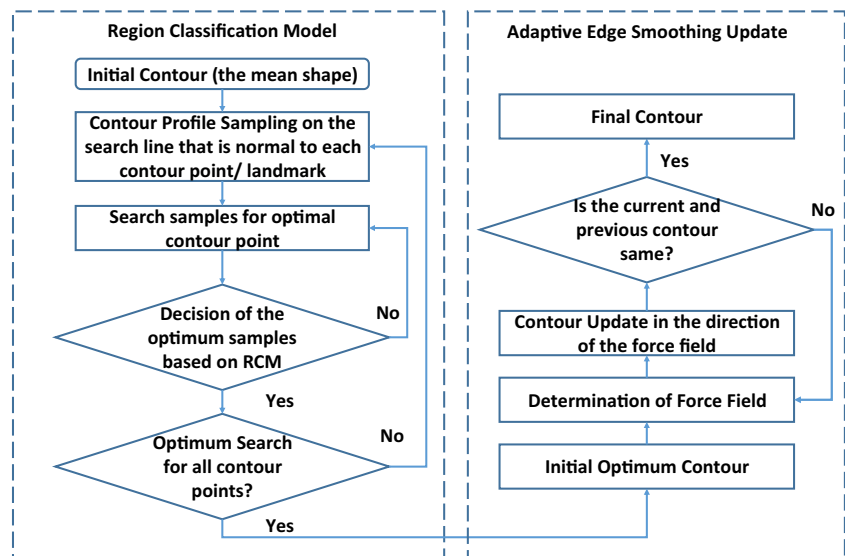 Region Classification Model
Initial Contour (the mean shape)
Contour Profile Sampling on the
search line that is normal to each
contour point/ landmark
Search samples for optimal
contour point
Decision of the
optimum samples
based on RCM
No
Yes
Optimum Search
for all contour
points?
No
Yes
Adaptive Edge Smoothing Update
Final Contour
Yes
Is the current and
previous contour
same?
No
Contour Update in the direction
of the force field
Determination of Force Field
Initial Optimum Contour